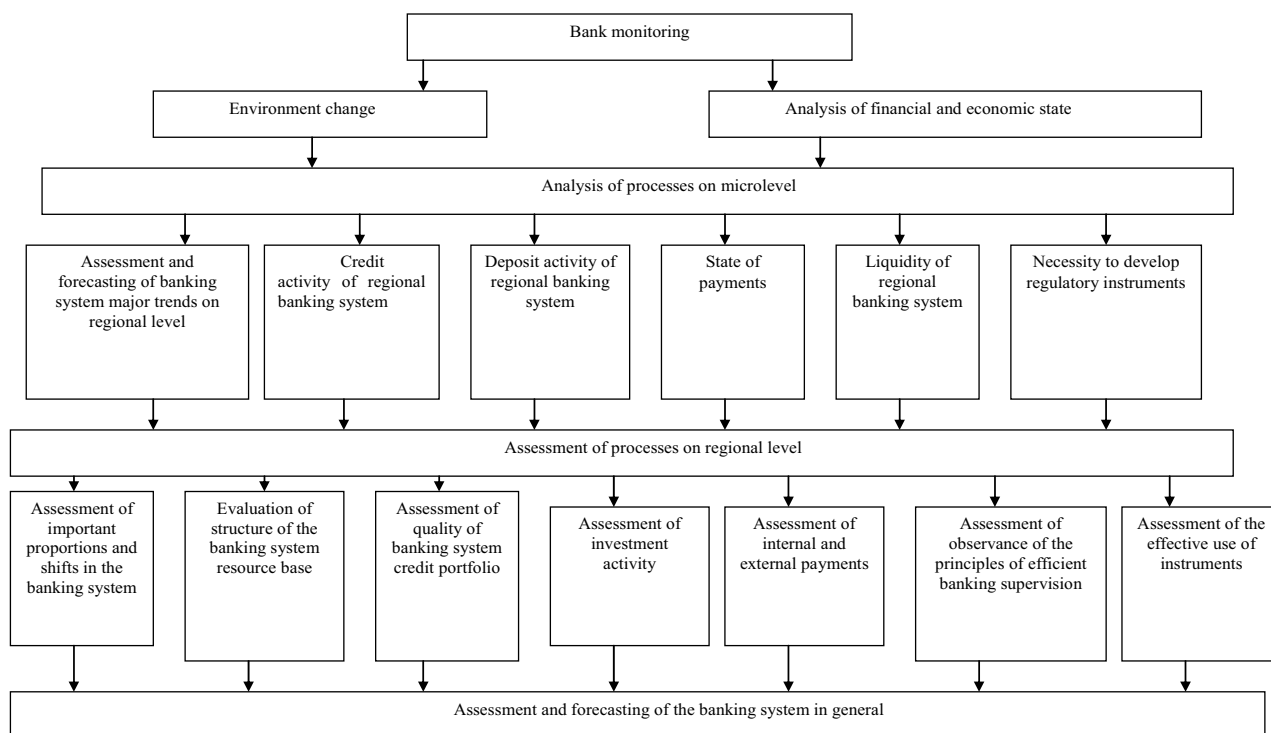 Bank monitoring
Environment change
Analysis of financial and economic state
Analysis of processes on microlevel
Assessment and
forecasting of banking
system major trends on
regional level
Credit
activity of regional
banking system
Deposit activity of
regional banking
system
State of
payments
Liquidity of
regional
banking system
Necessity to develop
regulatory instruments
Assessment of processes on regional level
Assessment of
important
proportions and
shifts in the
banking system
Evaluation of
structure of the
banking system
resource base
Assessment of
quality of
banking system
credit portfolio
Assessment of
investment
activity
Assessment of
internal and
external payments
Assessment of
observance of the
principles of efficient
banking supervision
Assessment of the
effective use of
instruments
Assessment and forecasting of the banking system in general